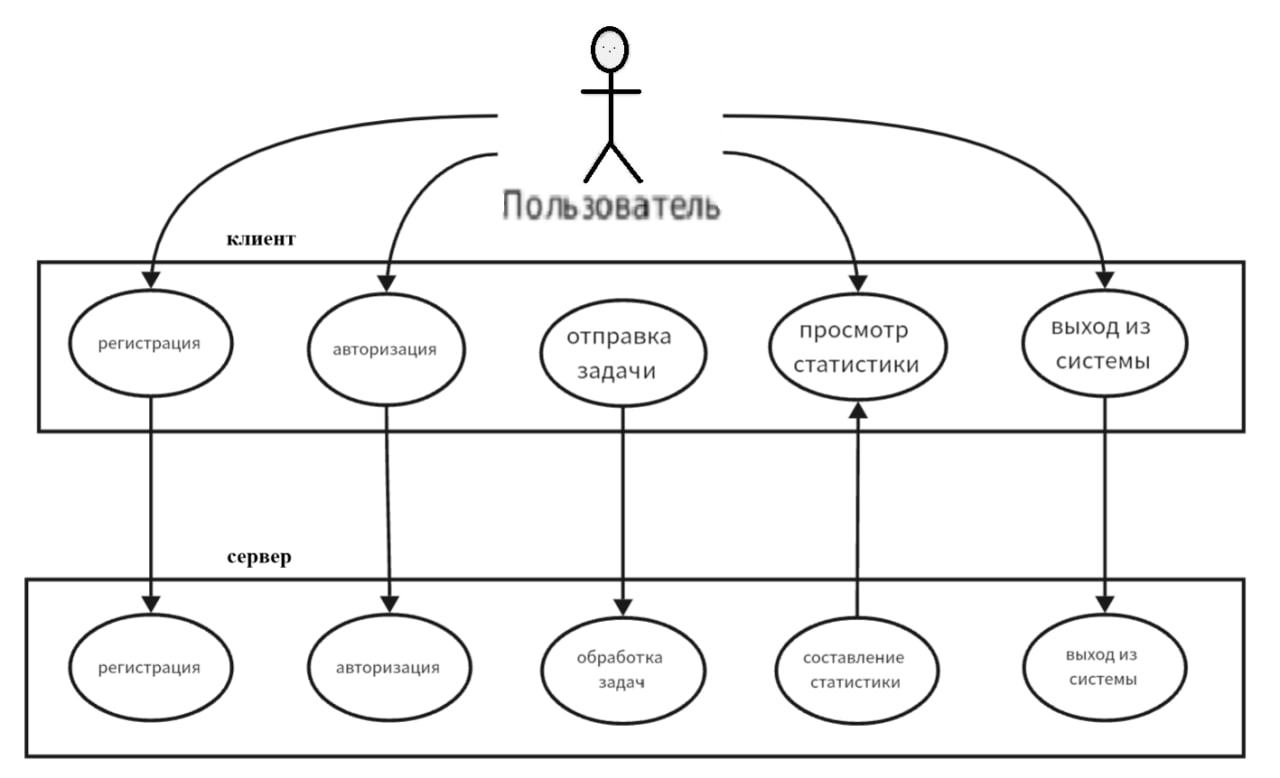 Пользователь
клиент
регистрация
авторизация
отправка
задачи
просмотр
статистики
выход из
системы
сервер
регистрация
авторизация
обработка
задач
составление
статистики
выход из
системы